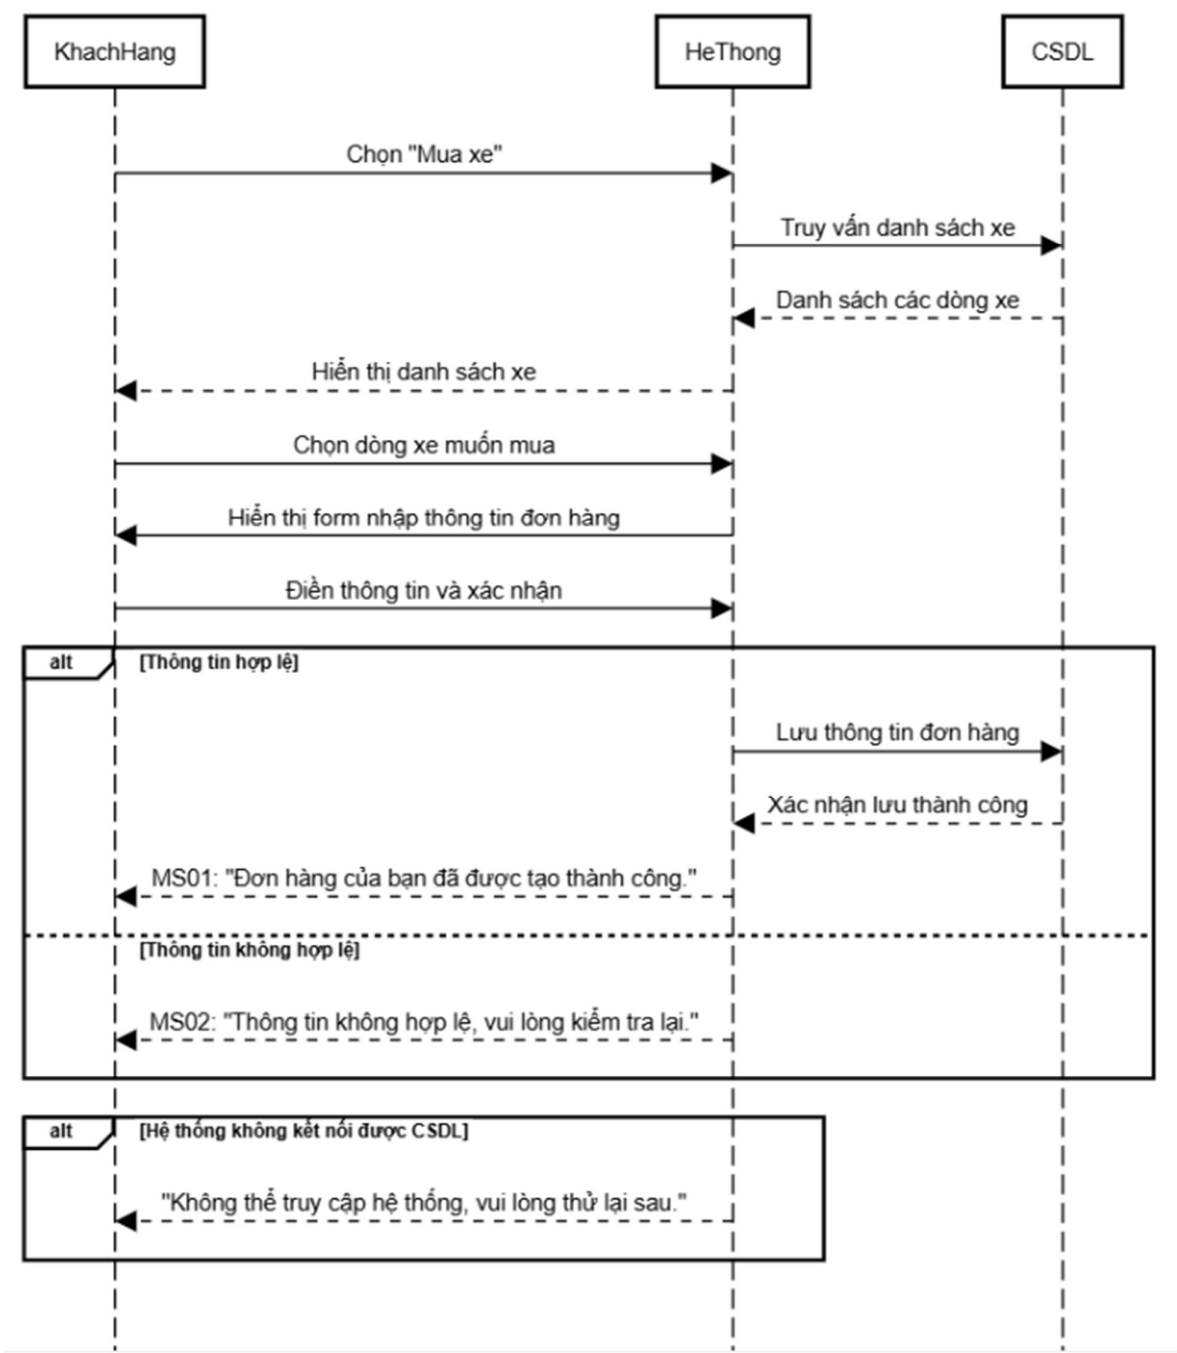 KhachHang
HeThong
CSDL
Chọn "Mua xe"
Truy vấn danh sách xe
Danh sách các dòng xe
Hiển thị danh sách xe
Chọn dòng xe muốn mua
Hiển thị form nhập thông tin đơn hàng
Điền thông tin và xác nhận
alt
[Thông tin hợp lệ]
Lưu thông tin đơn hàng
Xác nhận lưu thành công
MS01: "Đơn hàng của bạn đã được tạo thành công."
[Thông tin không hợp lệ]
MS02: "Thông tin không hợp lệ, vui lòng kiểm tra lại."
alt
[Hệ thống không kết nối được CSDL]
"Không thể truy cập hệ thống, vui lòng thử lại sau."